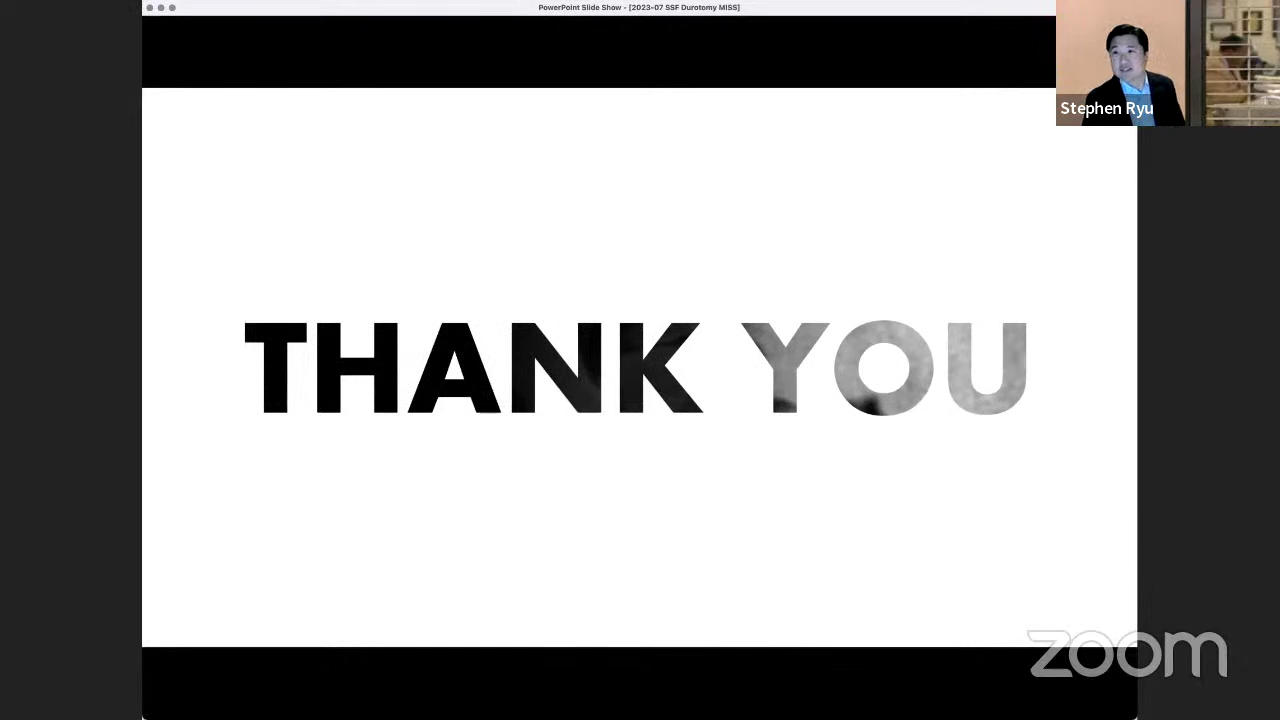 PowerPoint Slide Show - [2023-07 SSF Durotomy MISS]
Stephen Ryu
THANK YOU
zoom